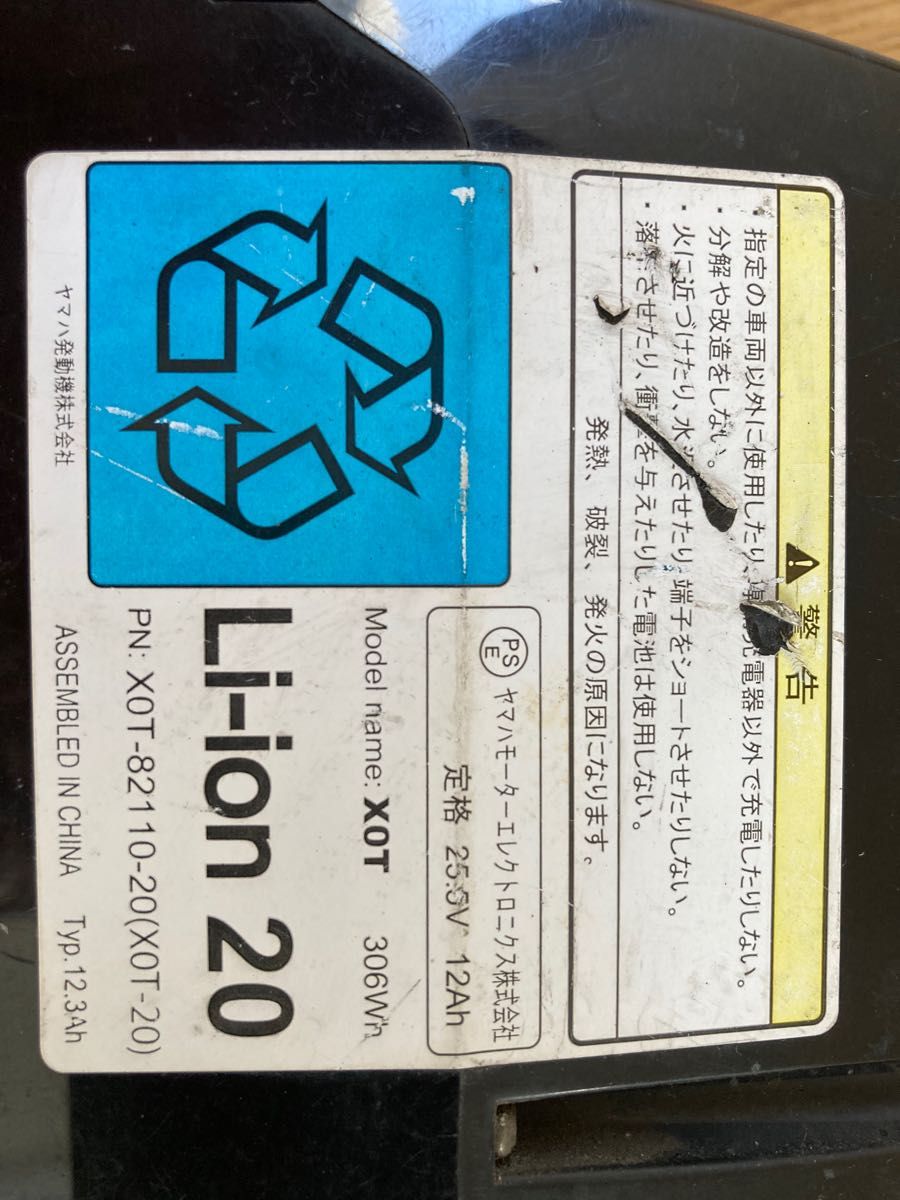 警告
・指定の車両以外に使用したり、専用充電器以外で充電したりしない。
・分解や改造をしない。
・火に近づけたり、水 させたり 端子をショートさせたりしない。
・落 させたり、衝 を与えたりした電池は使用しない。
発熱、破裂、発火の原因になります。
PS
E
ヤマハモーターエレクトロニクス株式会社
定格 25.5V 12Ah
Model name: X0T 306Wh
Li-ion 20
PN: X0T-82110-20(X0T-20)
ASSEMBLED IN CHINA Typ.12.3Ah
ヤマハ発動機株式会社